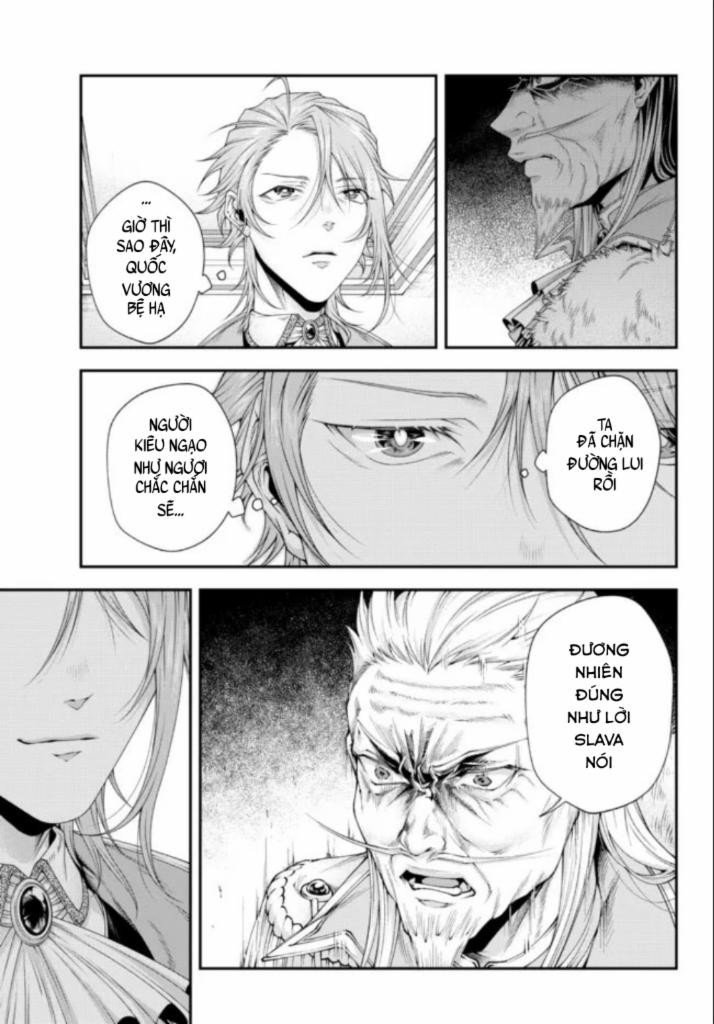 ...
GIỜ THÌ
SAO ĐÂY,
QUỐC
VƯƠNG
BỆ HẠ
TA
ĐÃ CHẶN
ĐƯỜNG LUI
RỒI
NGƯỜI
KIÊU NGẠO
NHƯ NGƯƠI
CHẮC CHẮN
SẼ...
ĐƯƠNG
NHIÊN
ĐÚNG
NHƯ LỜI
SLAVA
NÓI